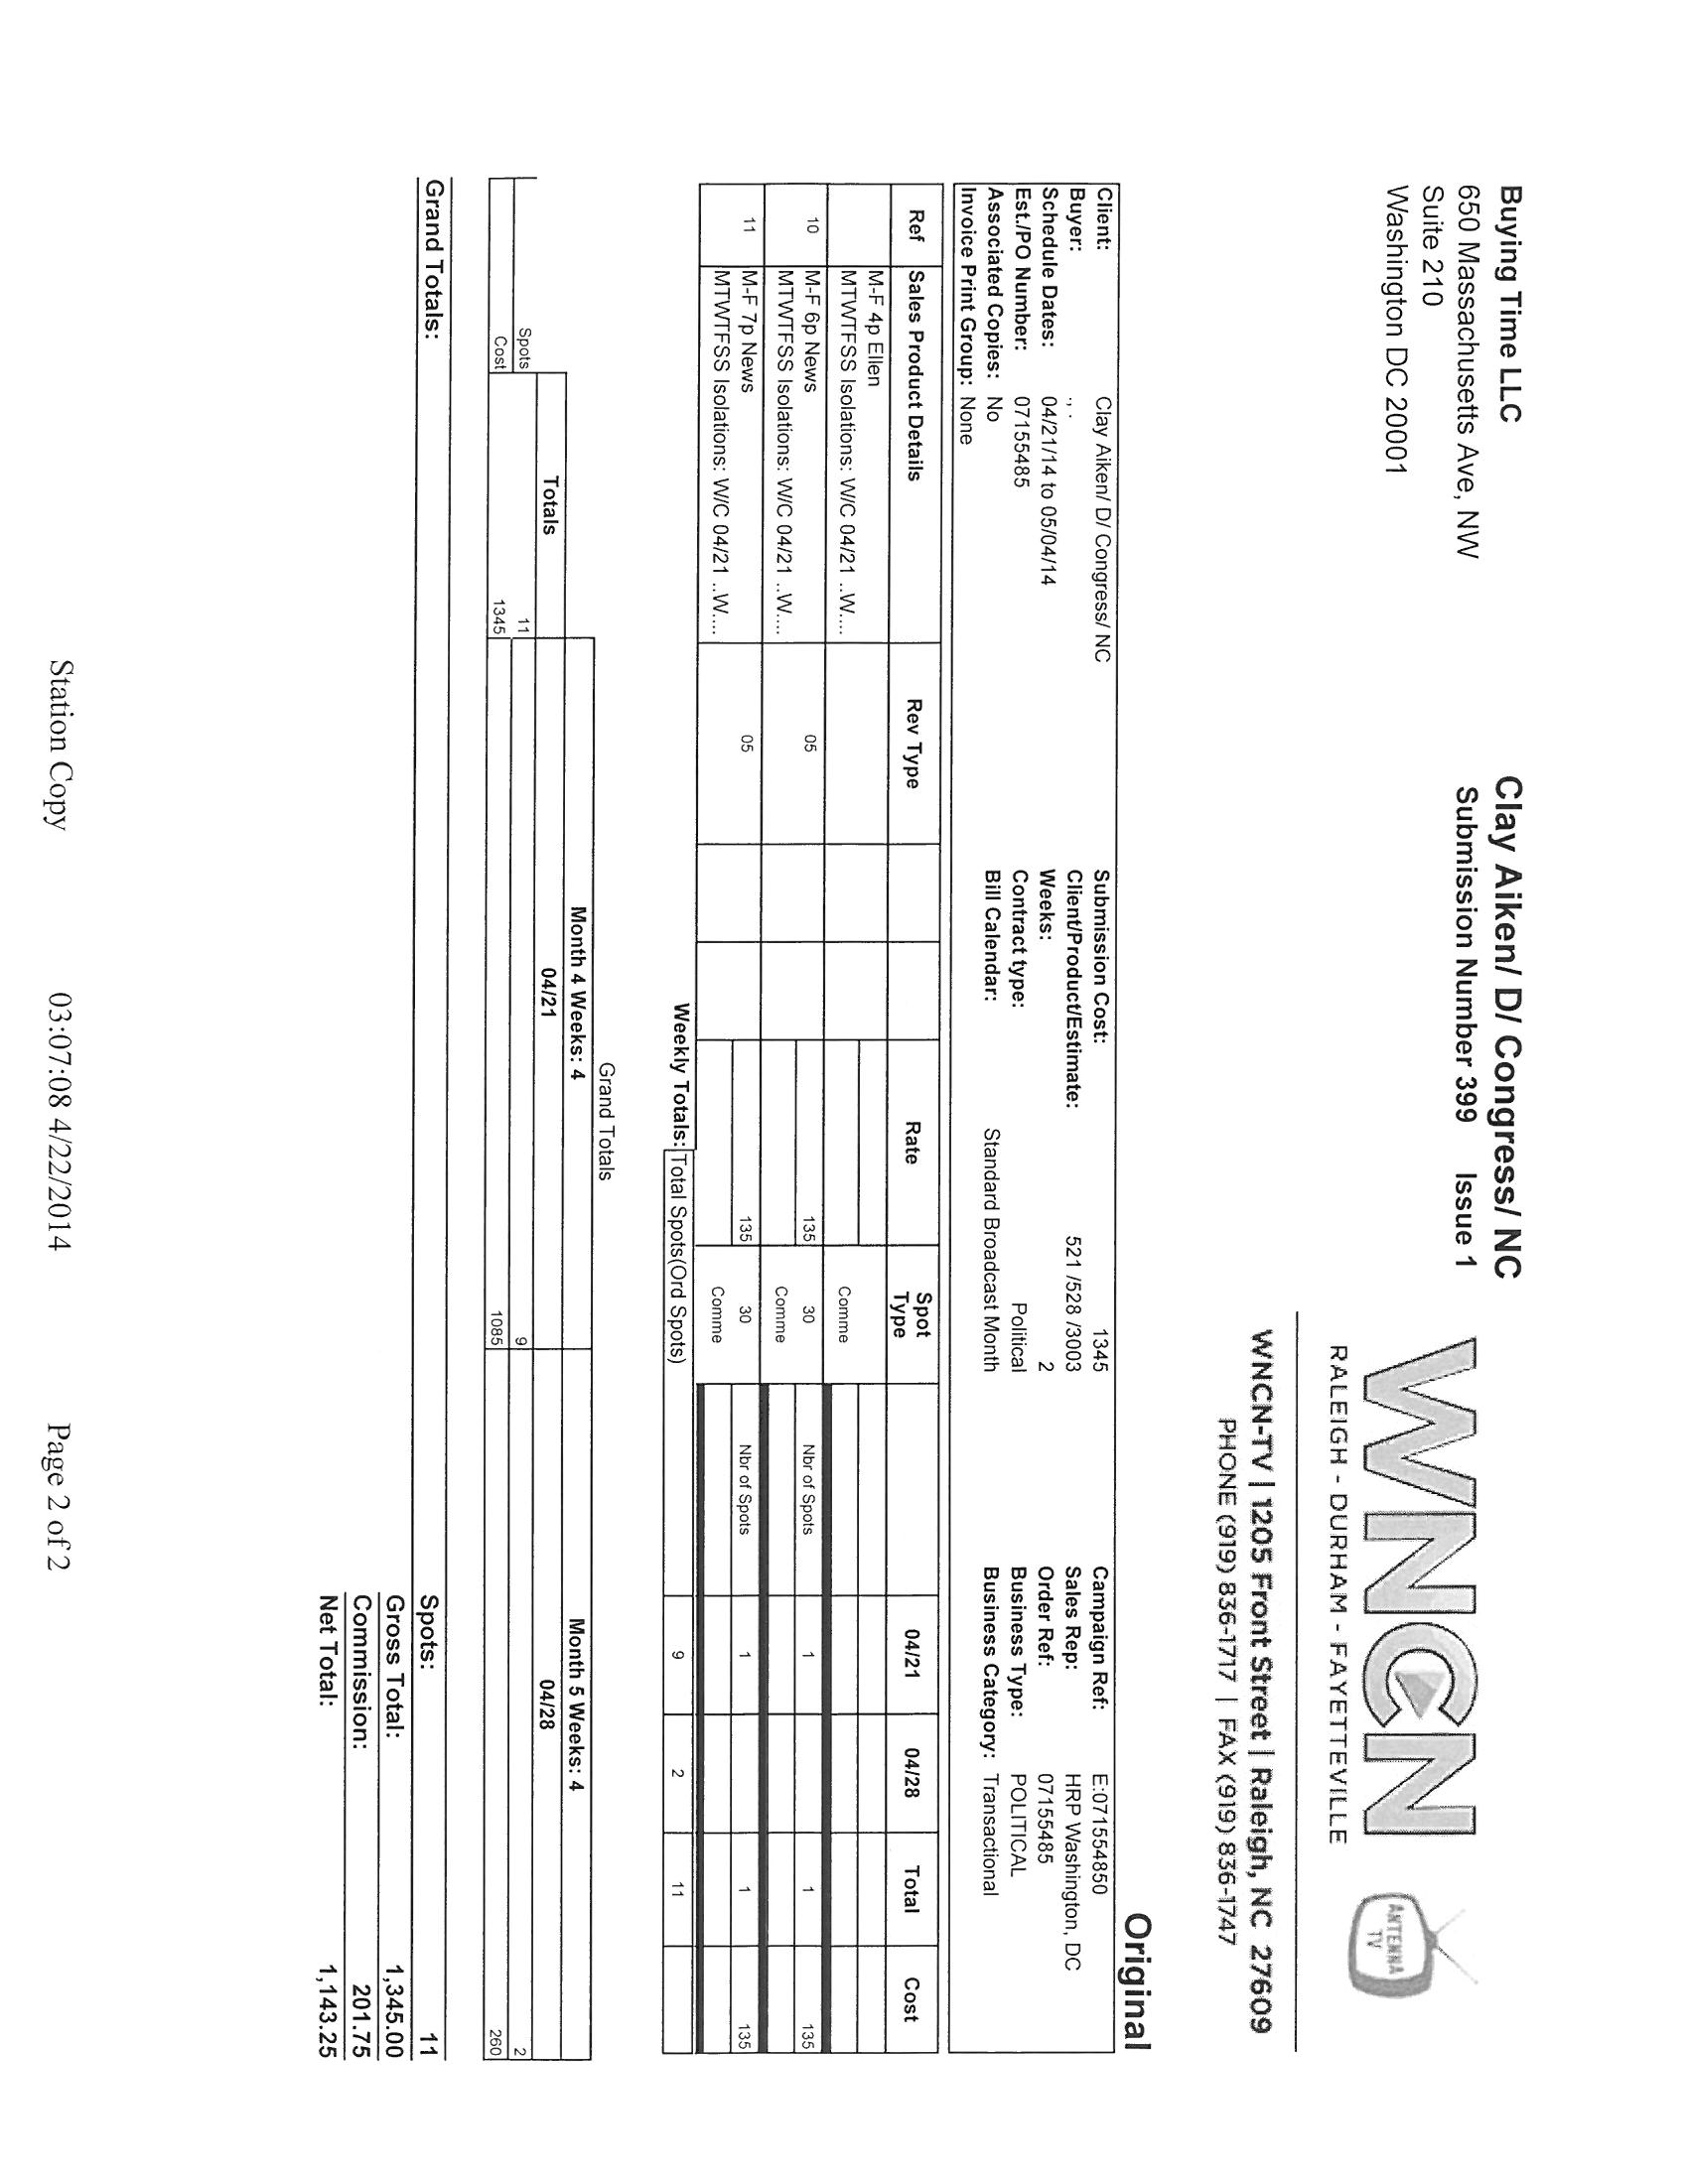 Buying Time LLC
650 Massachusetts Ave, NW
Suite 210
Washington DC 20001
Clay Aiken/ D/ Congress/ NC
Submission Number 399 Issue 1
WNCN
RALEIGH - DURHAM - FAYETTEVILLE
ANTENNA TV
WNCN-TV | 1205 Front Street | Raleigh, NC 27609
PHONE (919) 836-1717 | FAX (919) 836-1747
Original
Client: Clay Aiken/ D/ Congress/ NC Submission Cost: 1345 Campaign Ref: E:071554850
Buyer: , . Client/Product/Estimate: 521 /528 /3003 Sales Rep: HRP Washington, DC
Schedule Dates: 04/21/14 to 05/04/14 Weeks: 2 Order Ref: 07155485
Est./PO Number: 07155485 Contract type: Political Business Type: POLITICAL
Associated Copies: No Bill Calendar: Standard Broadcast Month Business Category: Transactional
Invoice Print Group: None
Ref Sales Product Details Rev Type Rate Spot Type 04/21 04/28 Total Cost
M-F 4p Ellen
MTWTFSS Isolations: W/C 04/21 ..W.... Comme
10 M-F 6p News 05 135 30 Nbr of Spots 1 1 135
MTWTFSS Isolations: W/C 04/21 ..W.... Comme
11 M-F 7p News 05 135 30 Nbr of Spots 1 1 135
MTWTFSS Isolations: W/C 04/21 ..W.... Comme
Weekly Totals: Total Spots(Ord Spots) 9 2 11
Grand Totals
Month 4 Weeks: 4 Month 5 Weeks: 4
Totals 04/21 04/28
Spots 11 9 2
Cost 1345 1085 260
Grand Totals: Spots: 11
Gross Total: 1,345.00
Commission: 201.75
Net Total: 1,143.25
Station Copy 03:07:08 4/22/2014 Page 2 of 2